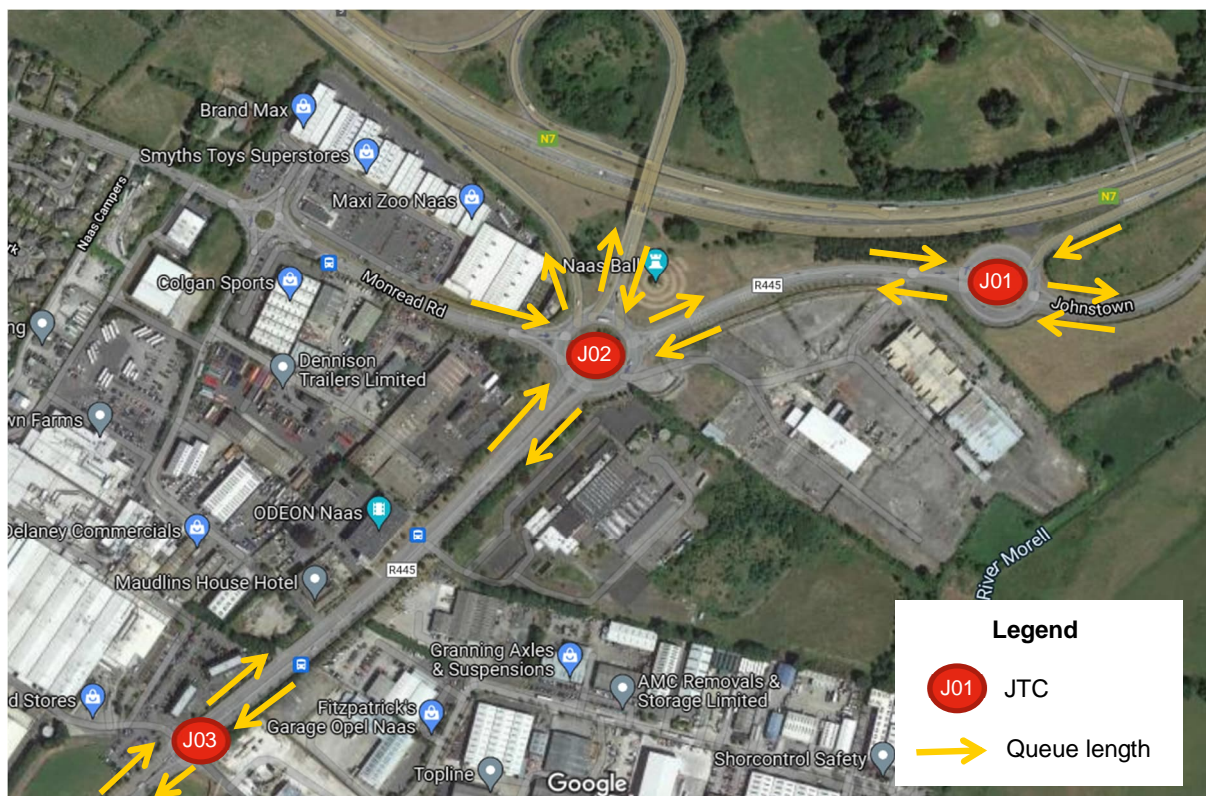 Brand Max
N7
Smyths Toys Superstores
Maxi Zoo Naas
N7
Naas Campers
Naas Ball
J01
Colgan Sports
Monread Rd
R445
Johnstown
J02
Dennison
Trailers Limited
wn Farms
ODEON Naas
Delaney Commercials
River Morell
R445
Maudlins House Hotel
Granning Axles
& Suspensions
AMC Removals &
Storage Limited
d Stores
Fitzpatrick's
Garage Opel Naas
J03
Topline
Google
Shorcontrol Safety
Legend
J01
JTC
Queue length